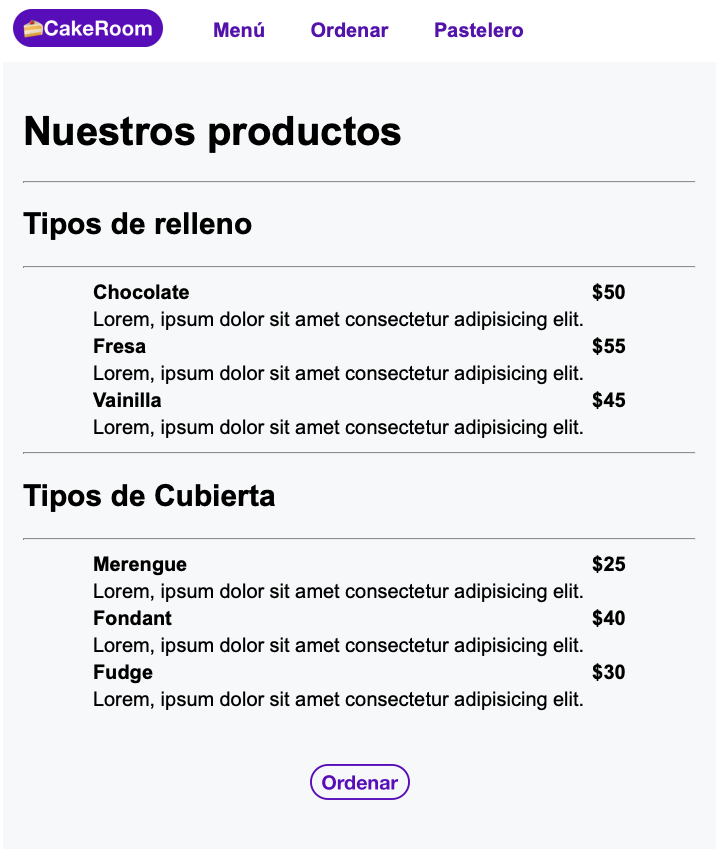 🍰CakeRoom Menú Ordenar Pastelero
Nuestros productos
Tipos de relleno
Chocolate $50
Lorem, ipsum dolor sit amet consectetur adipisicing elit.
Fresa $55
Lorem, ipsum dolor sit amet consectetur adipisicing elit.
Vainilla $45
Lorem, ipsum dolor sit amet consectetur adipisicing elit.
Tipos de Cubierta
Merengue $25
Lorem, ipsum dolor sit amet consectetur adipisicing elit.
Fondant $40
Lorem, ipsum dolor sit amet consectetur adipisicing elit.
Fudge $30
Lorem, ipsum dolor sit amet consectetur adipisicing elit.
Ordenar